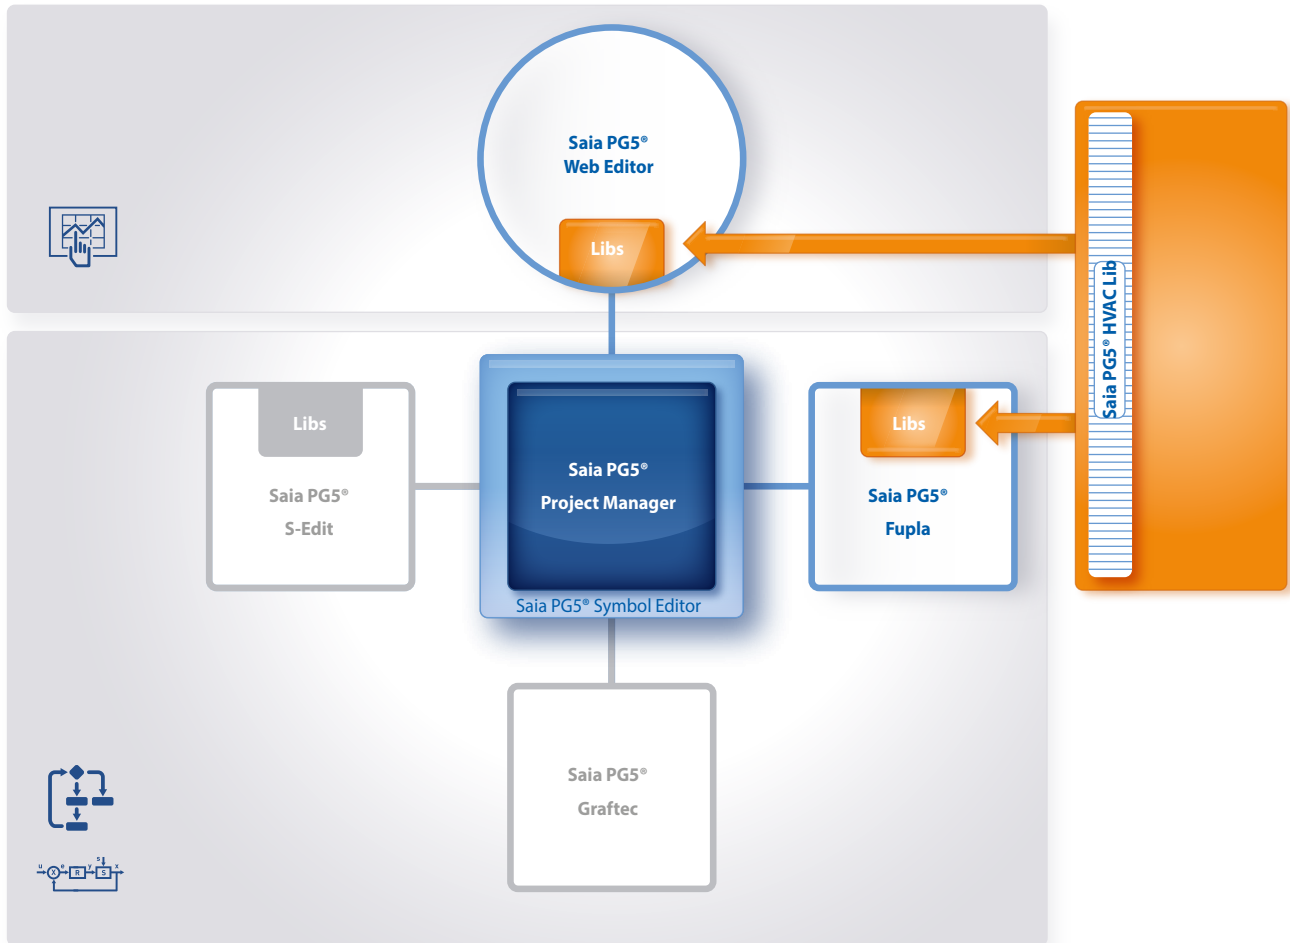 Saia PG5®
Web Editor
Libs
Saia PG5® HVAC Lib
Libs
Saia PG5®
S-Edit
Saia PG5®
Project Manager
Saia PG5® Symbol Editor
Libs
Saia PG5®
Fupla
Saia PG5®
Graftec
u X e R y S s x